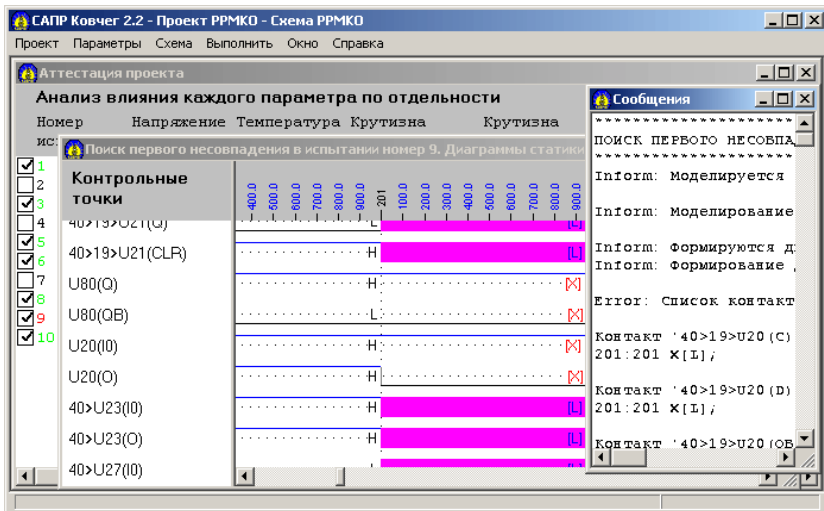 САПР Ковчег 2.2 - Проект РРМКО - Схема РРМКО
Проект Параметры Схема Выполнить Окно Справка
Аттестация проекта
Анализ влияния каждого параметра по отдельности
Номер Напряжение Температура Крутизна Крутизна
Поиск первого несовпадения в испытании номер 9. Диаграммы статики
Контрольные
точки
400.0 500.0 600.0 700.0 800.0 900.0 201 100.0 200.0 300.0 400.0 500.0 600.0 700.0 800.0 900.0
1
2
3
4
5
6
7
8
9
10
40>19>U21(Q) L [L]
40>19>U21(CLR) H [L]
U80(Q) H [X]
U80(QB) L [X]
U20(I0) H [X]
U20(O) H [X]
40>U23(I0) H [L]
40>U23(O) H [L]
40>U27(I0)
Сообщения
* * * * * * * * * * * * * * * * * *
ПОИСК ПЕРВОГО НЕСОВПА
* * * * * * * * * * * * * * * * * *
Inform: Моделируется
Inform: Моделирование
Inform: Формируются
Inform: Формирование
Error: Список контакт
Контакт '40>19>U20(C)
201:201 X[L];
Контакт '40>19>U20(D)
201:201 X[L];
Контакт